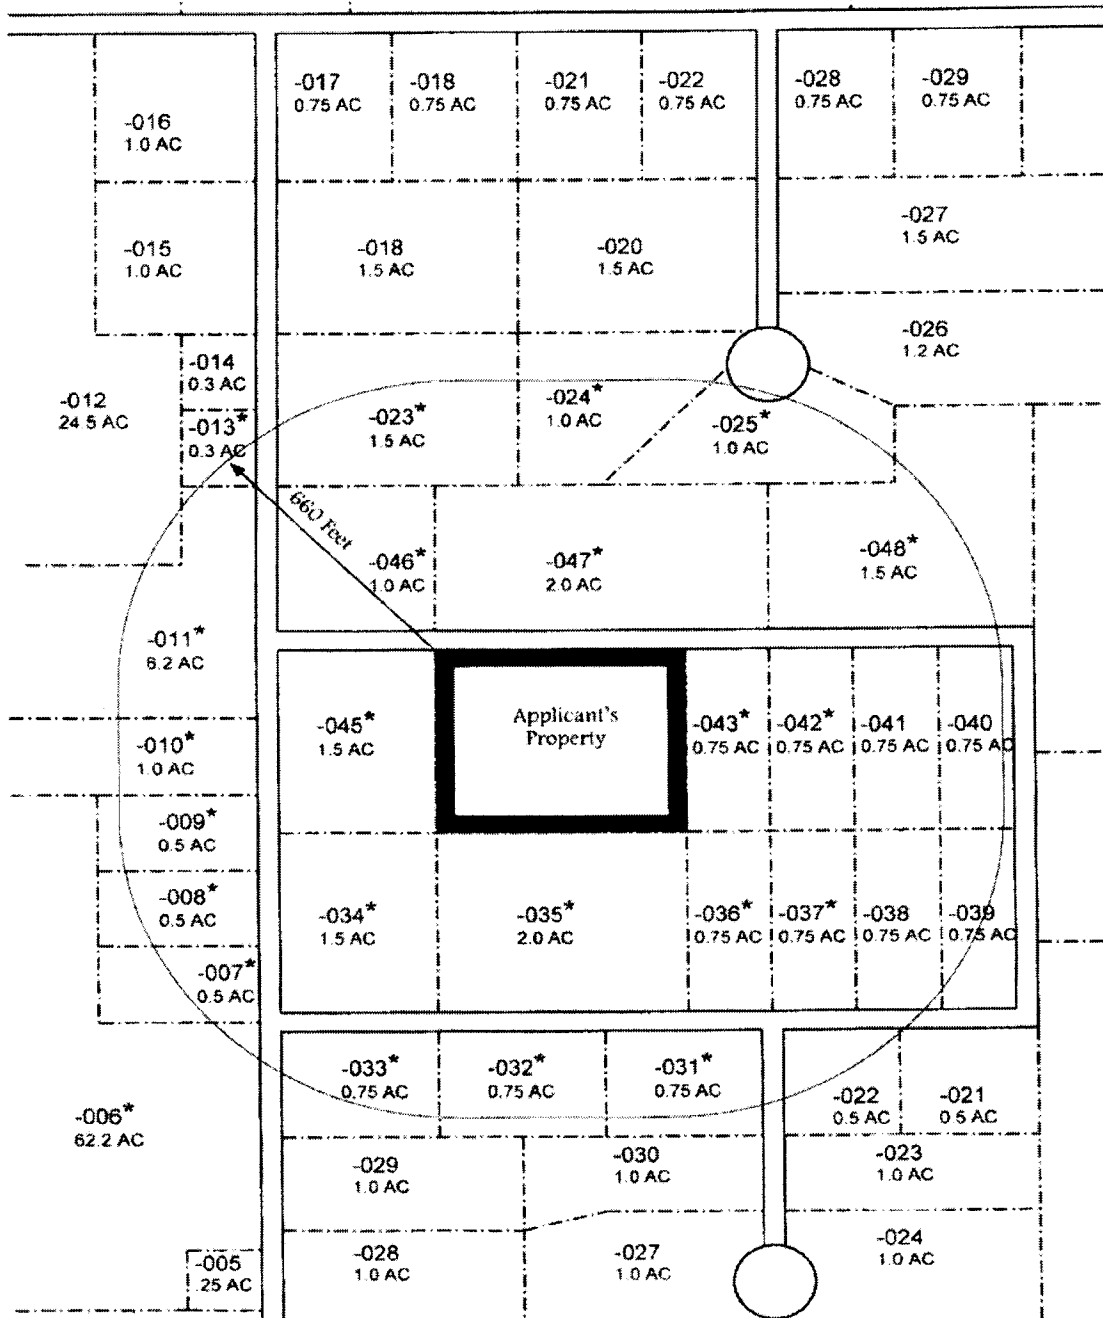 -017
0.75 AC
-018
0.75 AC
-021
0.75 AC
-022
0.75 AC
-028
0.75 AC
-029
0.75 AC
-016
1.0 AC
-015
1.0 AC
-018
1.5 AC
-020
1.5 AC
-027
1.5 AC
-026
1.2 AC
-014
0.3 AC
-012
24.5 AC
-013*
0.3 AC
-023*
1.5 AC
-024*
1.0 AC
-025*
1.0 AC
660 Feet
-046*
1.0 AC
-047*
2.0 AC
-048*
1.5 AC
-011*
6.2 AC
-010*
1.0 AC
-045*
1.5 AC
Applicant's
Property
-043*
0.75 AC
-042*
0.75 AC
-041
0.75 AC
-040
0.75 AC
-009*
0.5 AC
-008*
0.5 AC
-007*
0.5 AC
-034*
1.5 AC
-035*
2.0 AC
-036*
0.75 AC
-037*
0.75 AC
-038
0.75 AC
-039
0.75 AC
-033*
0.75 AC
-032*
0.75 AC
-031*
0.75 AC
-022
0.5 AC
-021
0.5 AC
-006*
62.2 AC
-029
1.0 AC
-030
1.0 AC
-023
1.0 AC
-028
1.0 AC
-027
1.0 AC
-024
1.0 AC
-005
.25 AC